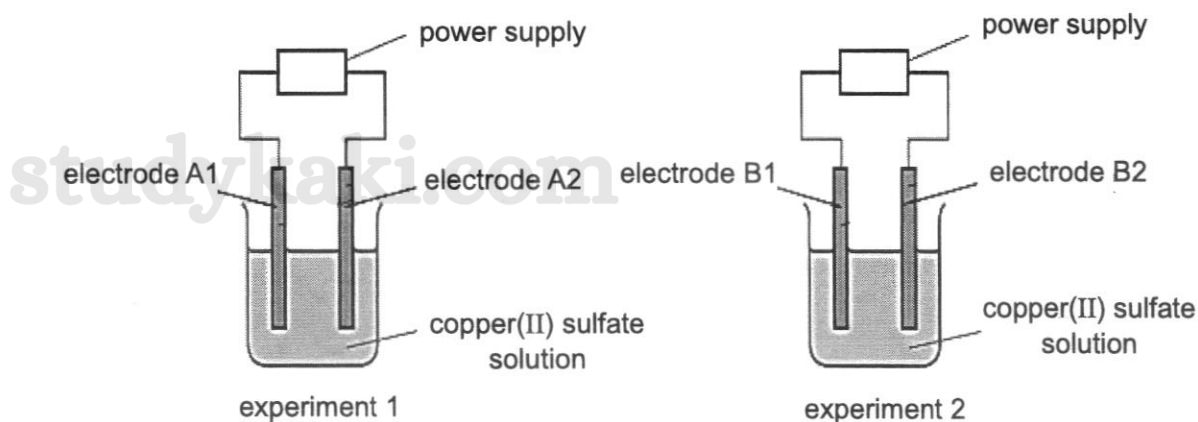 power supply
power supply
studykaki.com
electrode A1
electrode A2
electrode B1
electrode B2
copper(II) sulfate
solution
copper(II) sulfate
solution
experiment 1
experiment 2